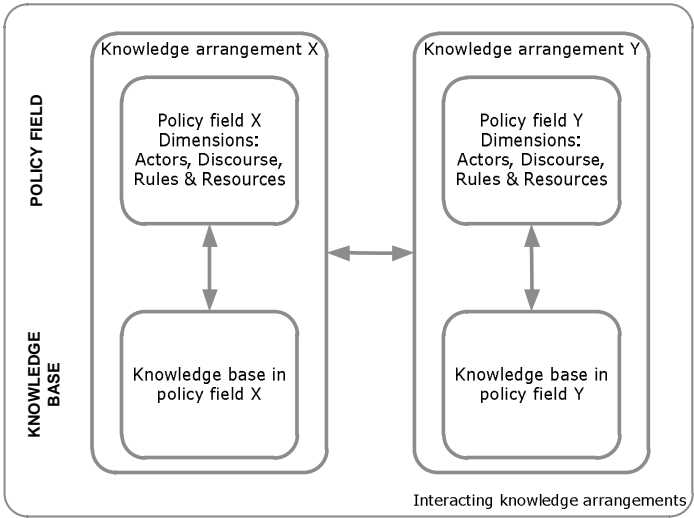 Knowledge arrangement X
Knowledge arrangement Y
POLICY FIELD
Policy field X
Dimensions:
Actors, Discourse,
Rules & Resources
Policy field Y
Dimensions:
Actors, Discourse,
Rules & Resources
KNOWLEDGE
BASE
Knowledge base in
policy field X
Knowledge base in
policy field Y
Interacting knowledge arrangements